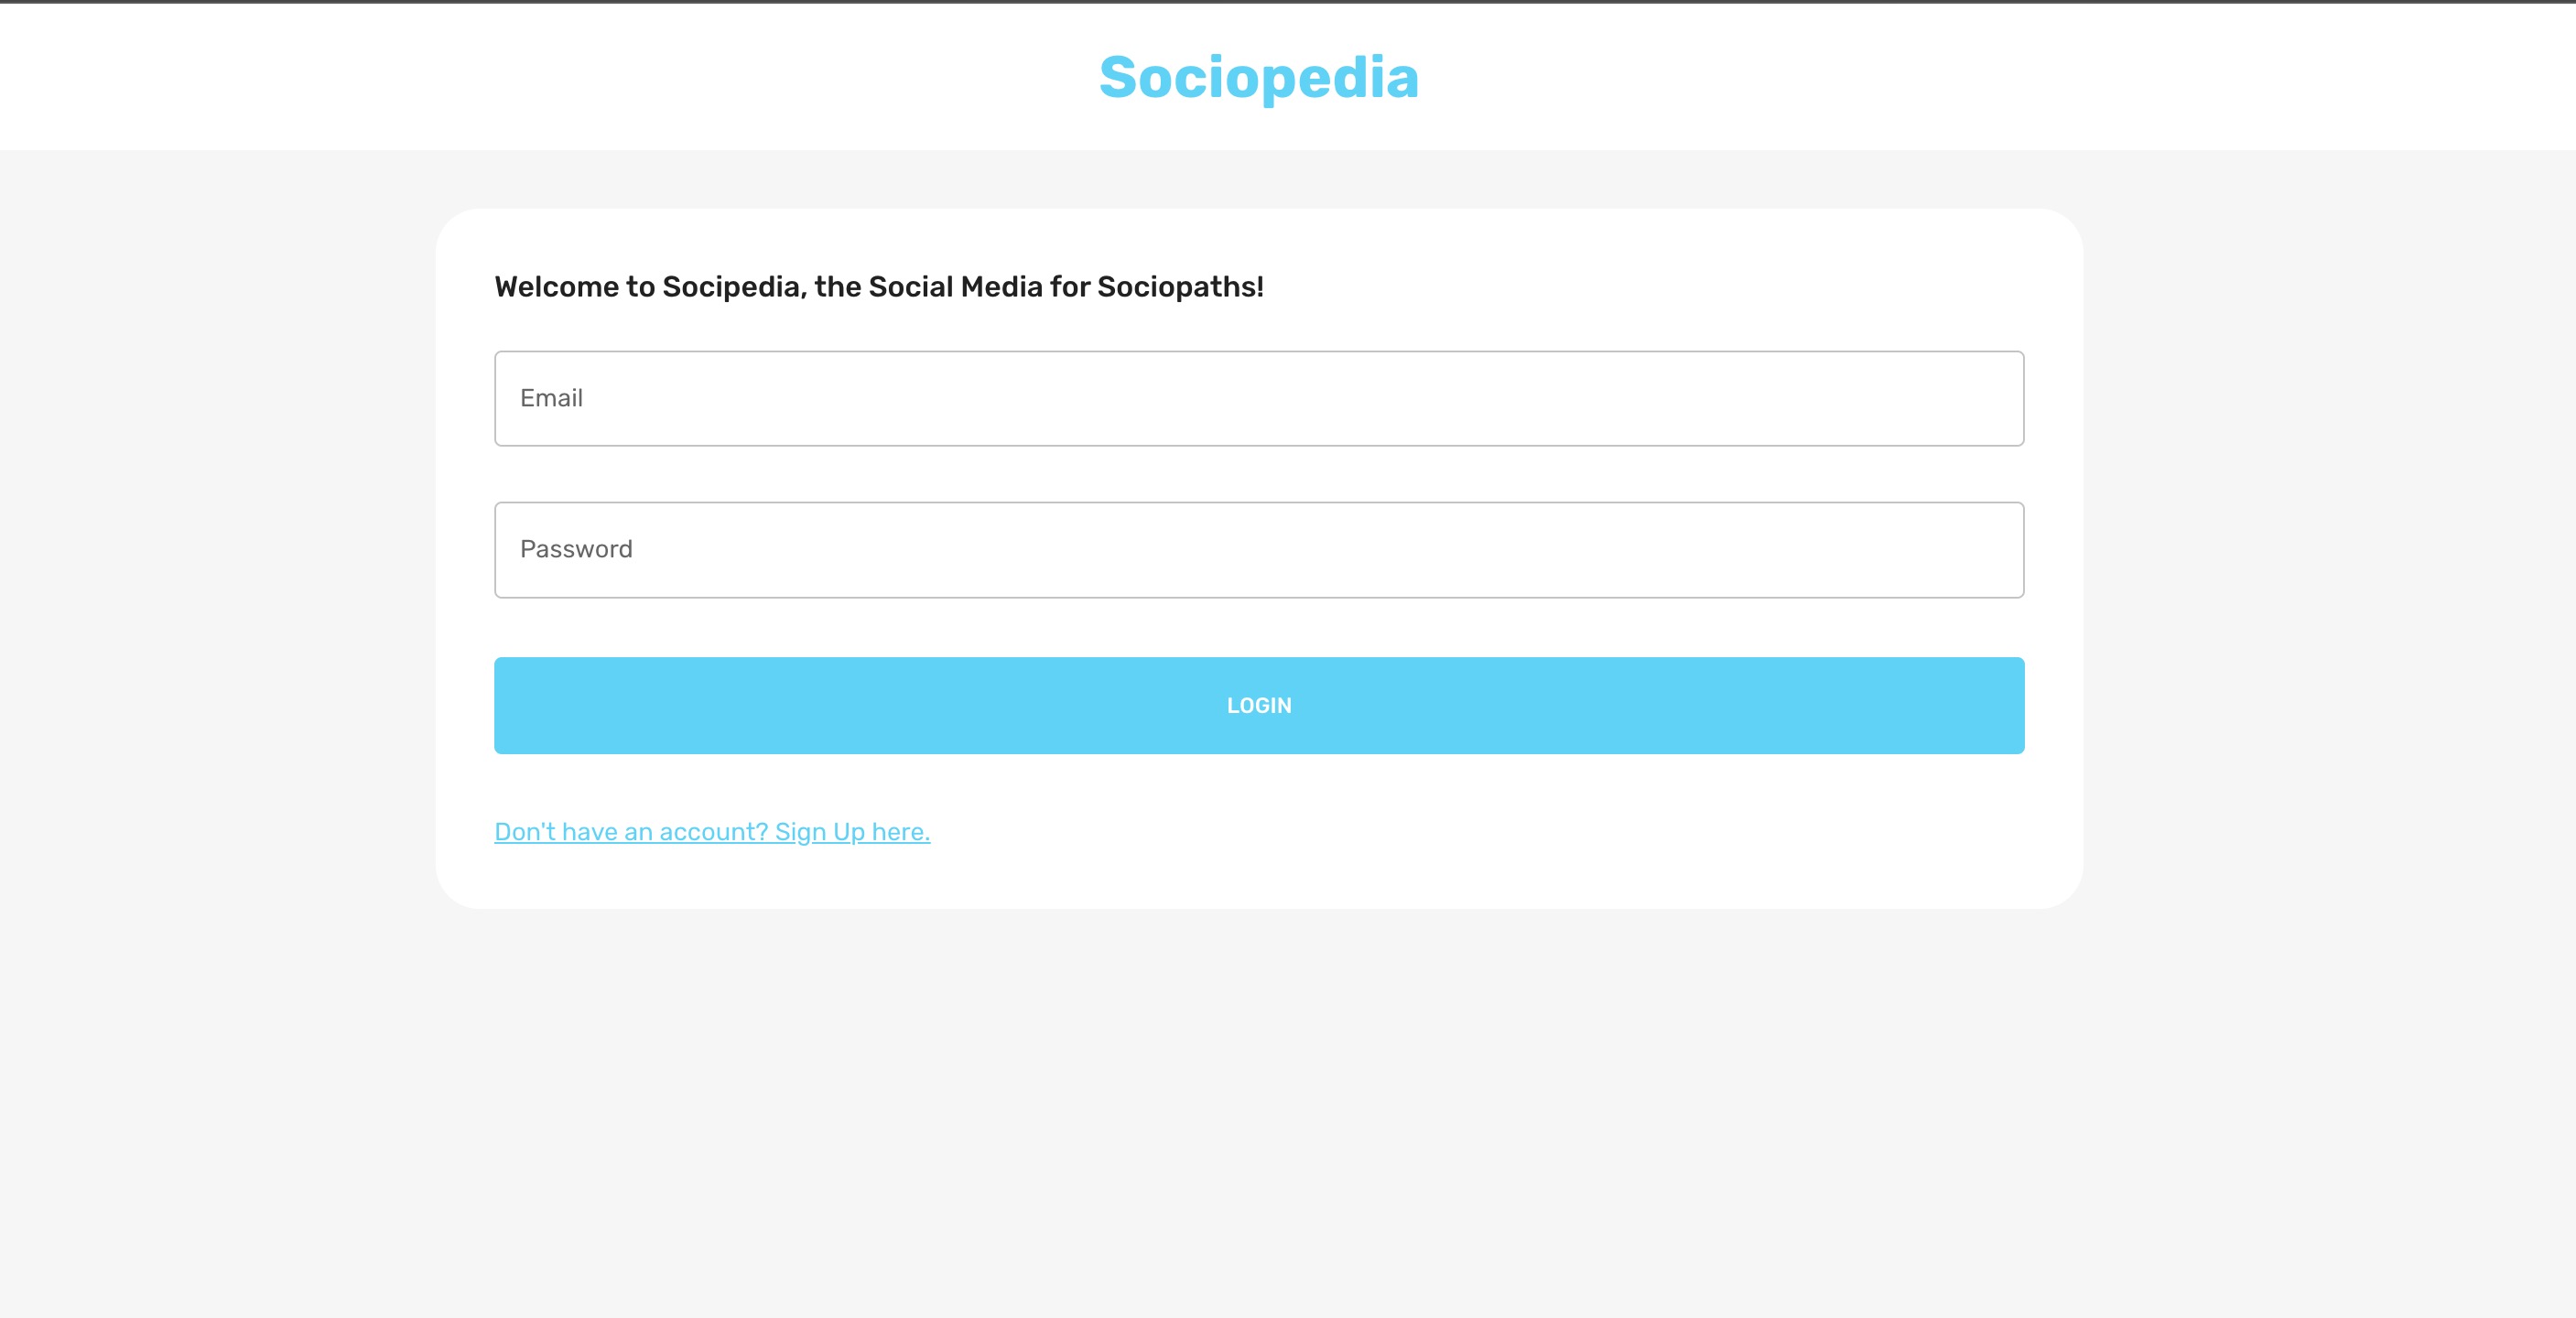 Sociopedia
Welcome to Socipedia, the Social Media for Sociopaths!
Email
Password
LOGIN
Don't have an account? Sign Up here.